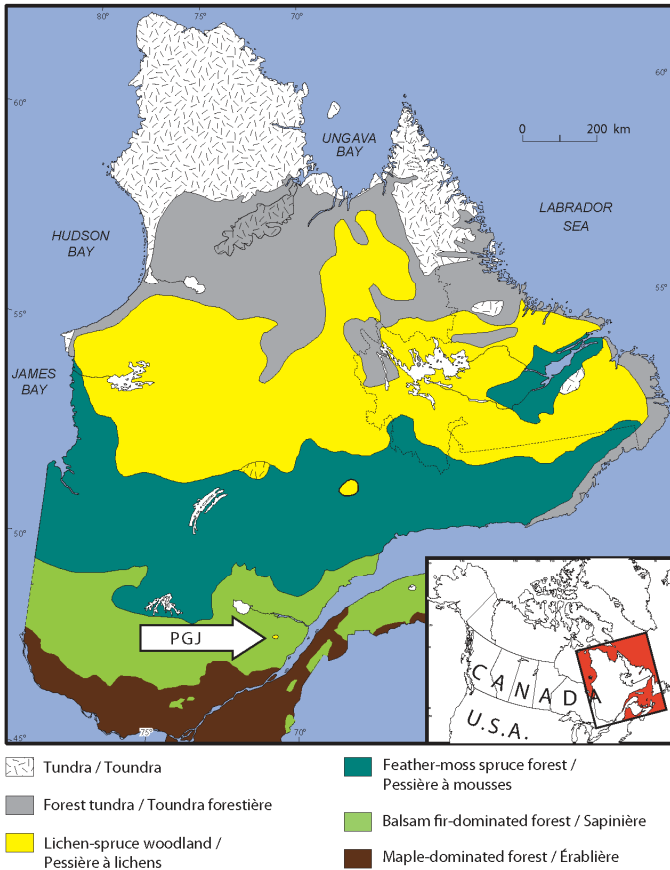 80°
75°
70°
60°
60°
UNGAVA
BAY
0 200 km
HUDSON
BAY
LABRADOR
SEA
55°
55°
JAMES
BAY
50°
PGJ
45°
75°
70°
CANADA
U.S.A.
Tundra / Toundra
Forest tundra / Toundra forestière
Lichen-spruce woodland /
Pessière à lichens
Feather-moss spruce forest /
Pessière à mousses
Balsam fir-dominated forest / Sapinière
Maple-dominated forest / Érablière